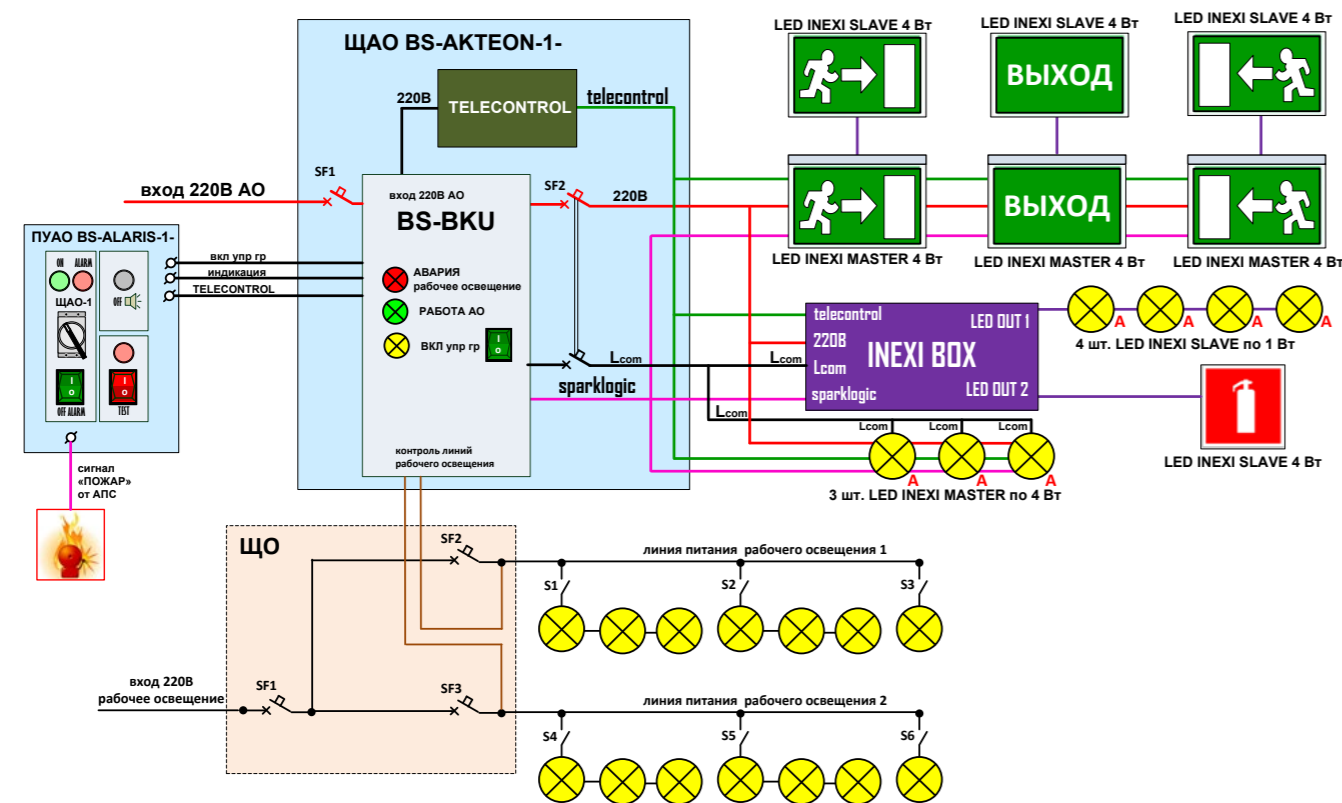 ЩАО BS-AKTEON-1-
TELECONTROL
220В
telecontrol
SF1
вход 220В АО
вход 220В АО
BS-BKU
SF2
220В
АВАРИЯ
рабочее освещение
РАБОТА АО
ВКЛ упр гр
I
O
Lcom
sparklogic
контроль линий
рабочего освещения
ПУАО BS-ALARIS-1-
ON ALARM
ЩАО-1
OFF
I
O
OFF ALARM
I
O
TEST
вкл упр гр
индикация
TELECONTROL
сигнал
«ПОЖАР»
от АПС
LED INEXI SLAVE 4 Вт
LED INEXI SLAVE 4 Вт
LED INEXI SLAVE 4 Вт
ВЫХОД
ВЫХОД
LED INEXI MASTER 4 Вт
LED INEXI MASTER 4 Вт
LED INEXI MASTER 4 Вт
telecontrol
220В
Lcom
sparklogic
INEXI BOX
LED OUT 1
LED OUT 2
Lcom
A A A A
4 шт. LED INEXI SLAVE по 1 Вт
LED INEXI SLAVE 4 Вт
Lcom
Lcom Lcom Lcom
A A A
3 шт. LED INEXI MASTER по 4 Вт
ЩО
SF2
линия питания рабочего освещения 1
S1 S2 S3
вход 220В
рабочее освещение
SF1
SF3
линия питания рабочего освещения 2
S4 S5 S6